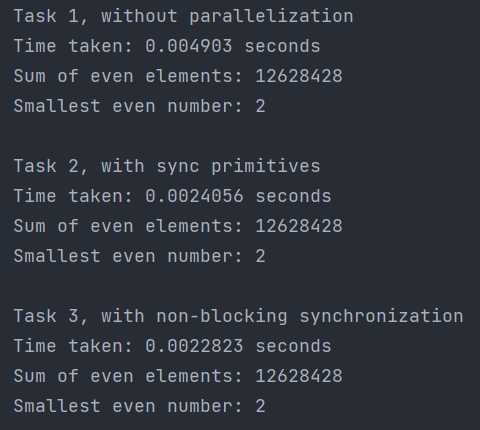 Task 1, without parallelization
Time taken: 0.004903 seconds
Sum of even elements: 12628428
Smallest even number: 2
Task 2, with sync primitives
Time taken: 0.0024056 seconds
Sum of even elements: 12628428
Smallest even number: 2
Task 3, with non-blocking synchronization
Time taken: 0.0022823 seconds
Sum of even elements: 12628428
Smallest even number: 2